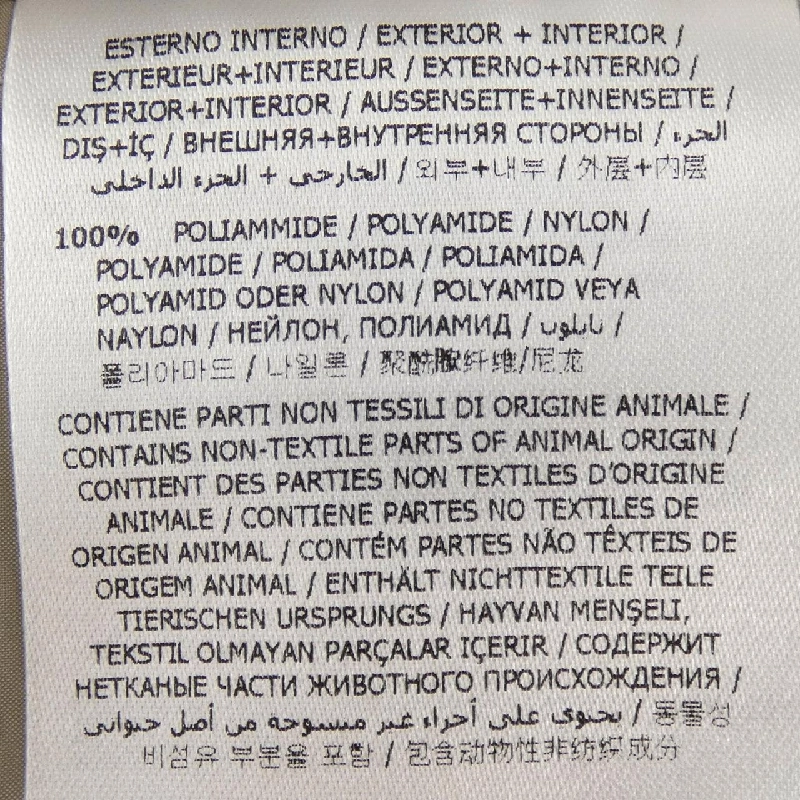 ESTERNO INTERNO / EXTERIOR + INTERIOR /
EXTERIEUR+INTERIEUR / EXTERNO+INTERNO /
EXTERIOR+INTERIOR / AUSSENSEITE+INNENSEITE /
DIŞ+İÇ / ВНЕШНЯЯ+ВНУТРЕННЯЯ СТОРОНЫ / الجزء
الخارجي + الجزء الداخلي / 외부+내부 / 外层+内层
100% POLIAMMIDE / POLYAMIDE / NYLON /
POLYAMIDE / POLIAMIDA / POLIAMIDA /
POLYAMID ODER NYLON / POLYAMID VEYA
NAYLON / НЕЙЛОН, ПОЛИАМИД / نايلون /
폴리아마드 / 나일론 / 聚酰胺纤维/尼龙
CONTIENE PARTI NON TESSILI DI ORIGINE ANIMALE /
CONTAINS NON-TEXTILE PARTS OF ANIMAL ORIGIN /
CONTIENT DES PARTIES NON TEXTILES D'ORIGINE
ANIMALE / CONTIENE PARTES NO TEXTILES DE
ORIGEN ANIMAL / CONTÉM PARTES NÃO TÊXTEIS DE
ORIGEM ANIMAL / ENTHÄLT NICHTTEXTILE TEILE
TIERISCHEN URSPRUNGS / HAYVAN MENŞELI,
TEKSTIL OLMAYAN PARÇALAR IÇERIR / СОДЕРЖИТ
НЕТКАНЫЕ ЧАСТИ ЖИВОТНОГО ПРОИСХОЖДЕНИЯ /
يحتوي على أجزاء غير منسوجة من أصل حيواني / 동물성
비섬유 부분을 포함 / 包含动物性非纺织成分